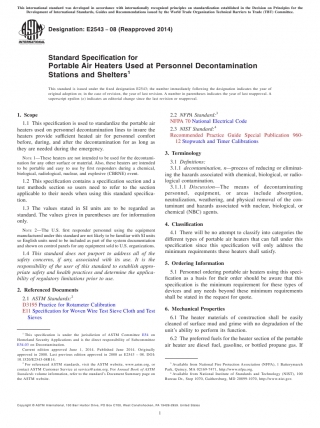 This international standard was developed in accordance with internationally recognized principles on standardization established in the Decision on Principles for the
Development of International Standards, Guides and Recommendations issued by the World Trade Organization Technical Barriers to Trade (TBT) Committee.
Designation: E2543 - 08 (Reapproved 2014)
INTERNATIONAL
Standard Specification for
Portable Air Heaters Used at Personnel Decontamination
Stations and Shelters¹
This standard is issued under the fixed designation E2543; the number immediately following the designation indicates the year of
original adoption or, in the case of revision, the year of last revision. A number in parentheses indicates the year of last reapproval. A
superscript epsilon (ε) indicates an editorial change since the last revision or reapproval.
1. Scope
1.1 This specification is used to standardize the portable air
heaters used on personnel decontamination lines to insure the
heaters provide sufficient heated air for personnel comfort
before, during, and after the decontamination for as long as
they are needed during the emergency.
NOTE 1—These heaters are not intended to be used for the decontami-
nation for any other surface or material. Also, these heaters are intended
to be portable and easy to use by first responders during a chemical,
biological, radiological, nuclear, and explosive (CBRNE) event.
1.2 This specification contains a specification section and a
test methods section so users need to refer to the section
applicable to their needs when using this standard specifica-
tion.
1.3 The values stated in SI units are to be regarded as
standard. The values given in parentheses are for information
only.
NOTE 2—The U.S. first responder personnel using the equipment
manufactured under this standard are not likely to be familiar with SI units
so English units need to be included as part of the system documentation
and shown on control panels for any equipment sold to U.S. organizations.
1.4 This standard does not purport to address all of the
safety concerns, if any, associated with its use. It is the
responsibility of the user of this standard to establish appro-
priate safety and health practices and determine the applica-
bility of regulatory limitations prior to use.
2. Referenced Documents
2.1 ASTM Standards:²
D3195 Practice for Rotameter Calibration
E11 Specification for Woven Wire Test Sieve Cloth and Test
Sieves
¹ This specification is under the jurisdiction of ASTM Committee E54 on
Homeland Security Applications and is the direct responsibility of Subcommittee
on Decontamination.
Current edition approved June 1, 2014. Published June 2014. Originally
approved in 2008. Last previous edition approved in 2008 as E2543 – 08. DOI:
10.1520/E2543-08R14.
² For referenced ASTM standards, visit the ASTM website, www.astm.org, or
contact ASTM Customer Service at service@astm.org. For Annual Book of ASTM
Standards volume information, refer to the standard's Document Summary page on
the ASTM website.
2.2 NFPA Standard:³
NFPA 70 National Electrical Code
2.3 NIST Standard:⁴
Recommended Practice Guide Special Publication 960-
12 Stopwatch and Timer Calibrations
3. Terminology
3.1 Definitions:
3.1.1 decontamination, n—process of reducing or eliminat-
ing the hazards associated with chemical, biological, or radio-
logical contamination.
3.1.1.1 Discussion—The means of decontaminating
personnel, equipment, or areas include absorption,
neutralization, weathering, and physical removal of the con-
taminant and hazards associated with nuclear, biological, or
chemical (NBC) agents.
4. Classification
4.1 There will be no attempt to classify into categories the
different types of portable air heaters that can fall under this
specification since this specification will only address the
minimum requirements these heaters shall satisfy.
5. Ordering Information
5.1 Personnel ordering portable air heaters using this speci-
fication as a basis for their order should be aware that this
specification is the minimum requirement for these types of
devices and any needs beyond these minimum requirements
shall be stated in the request for quote.
6. Mechanical Properties
6.1 The heater materials of construction shall be easily
cleaned of surface mud and grime with no degradation of the
unit's ability to perform its function.
6.2 The preferred fuels for the heater section of the portable
air heater are diesel fuel, gasoline, or bottled propane gas. If
³ Available from National Fire Protection Association (NFPA), 1 Batterymarch
Park, Quincy, MA 02169-7471, http://www.nfpa.org.
⁴ Available from National Institute of Standards and Technology (NIST), 100
Bureau Dr., Stop 1070, Gaithersburg, MD 20899-1070, http://www.nist.gov.
Copyright © ASTM International, 100 Barr Harbor Drive, PO Box C700, West Conshohocken, PA 19428-2959. United States
1